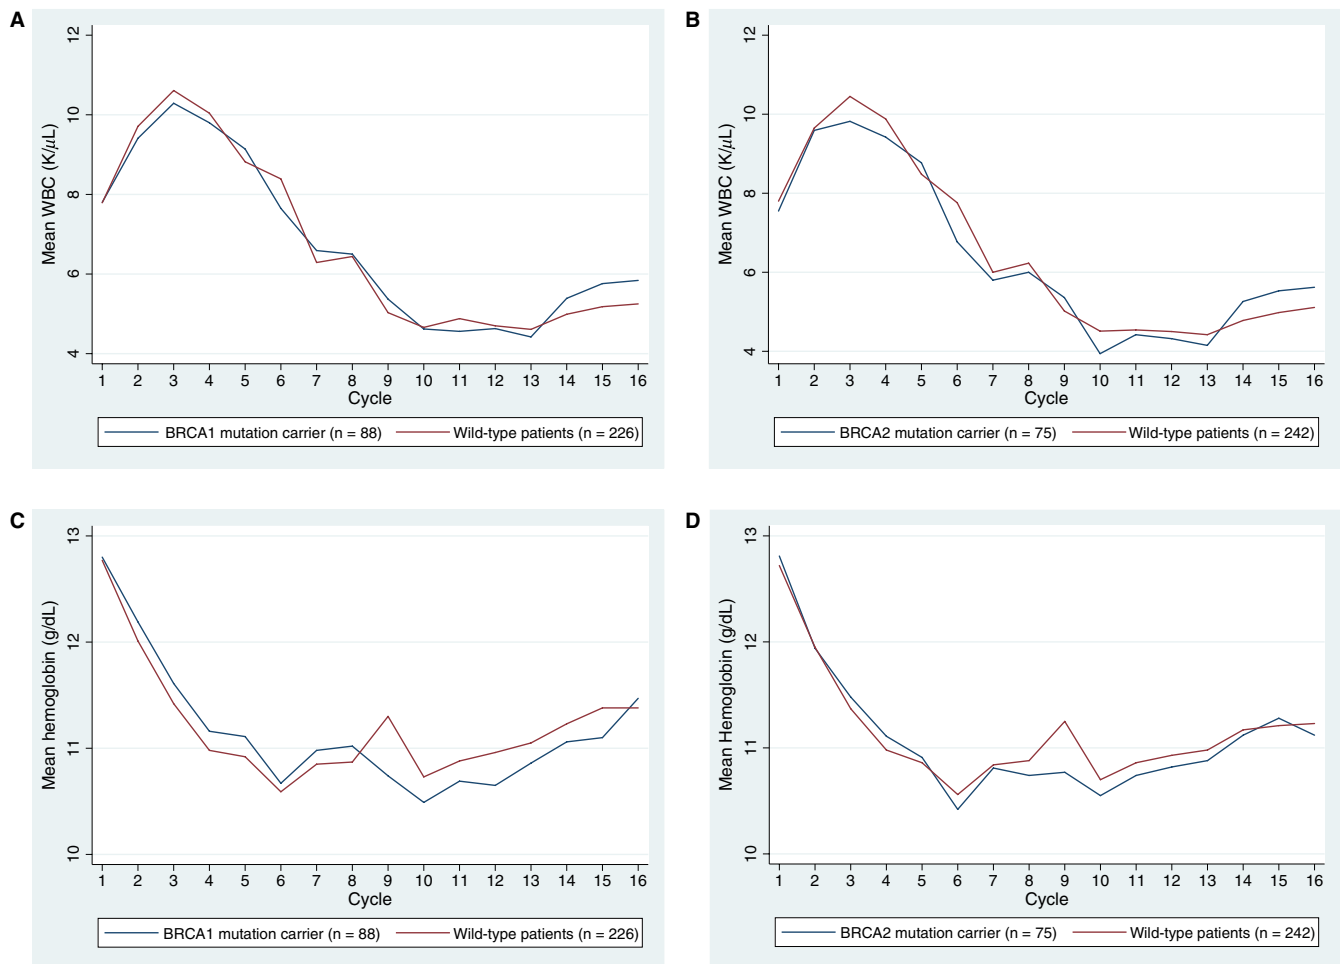 A
Mean WBC (K/μL)
12
10
8
6
4
1 2 3 4 5 6 7 8 9 10 11 12 13 14 15 16
Cycle
BRCA1 mutation carrier (n = 88) Wild-type patients (n = 226)
B
Mean WBC (K/μL)
12
10
8
6
4
1 2 3 4 5 6 7 8 9 10 11 12 13 14 15 16
Cycle
BRCA2 mutation carrier (n = 75) Wild-type patients (n = 242)
C
Mean hemoglobin (g/dL)
13
12
11
10
1 2 3 4 5 6 7 8 9 10 11 12 13 14 15 16
Cycle
BRCA1 mutation carrier (n = 88) Wild-type patients (n = 226)
D
Mean Hemoglobin (g/dL)
13
12
11
10
1 2 3 4 5 6 7 8 9 10 11 12 13 14 15 16
Cycle
BRCA2 mutation carrier (n = 75) Wild-type patients (n = 242)